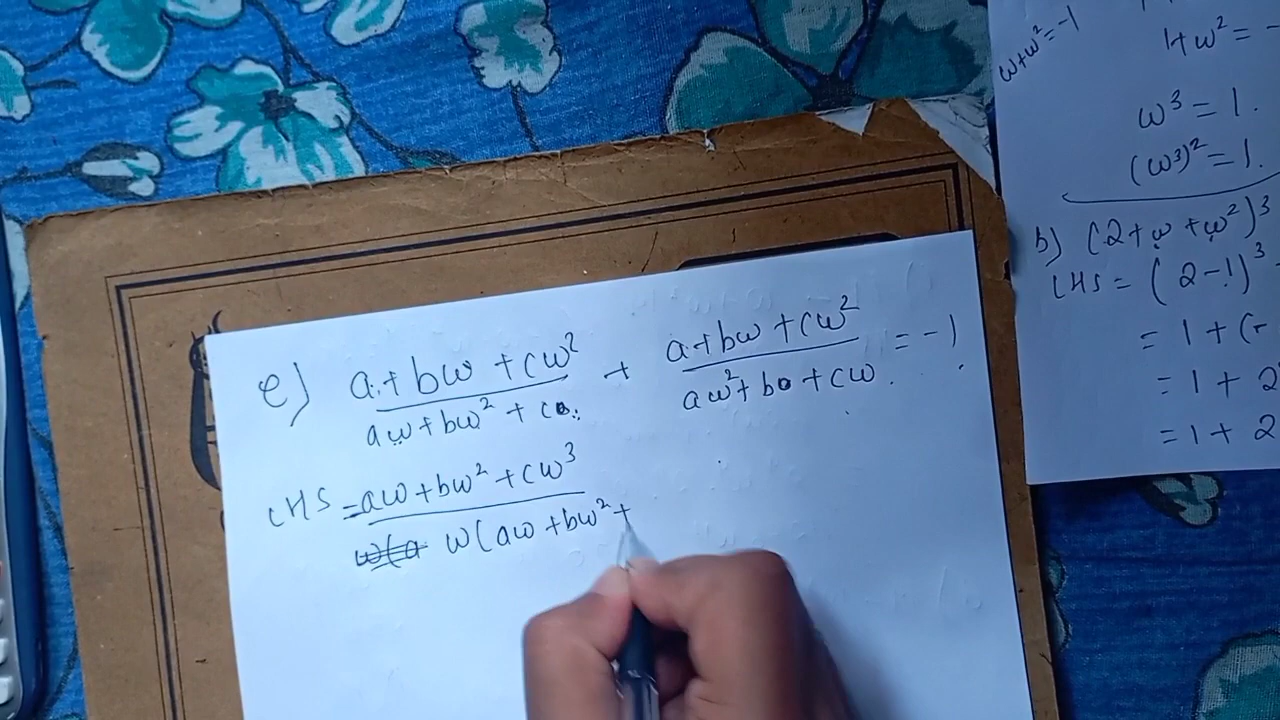 e) a+bω+cω² / aω+bω²+c + a+bω+cω² / aω²+b+cω = -1
LHS = aω+bω²+cω³ / ω(aω+bω²+
ω+ω²=-1
1+ω² = -
ω³ = 1.
(ω³)² = 1.
b) (2+ω+ω²)³
LHS = (2-1)³
= 1+(-
= 1+2
= 1+2